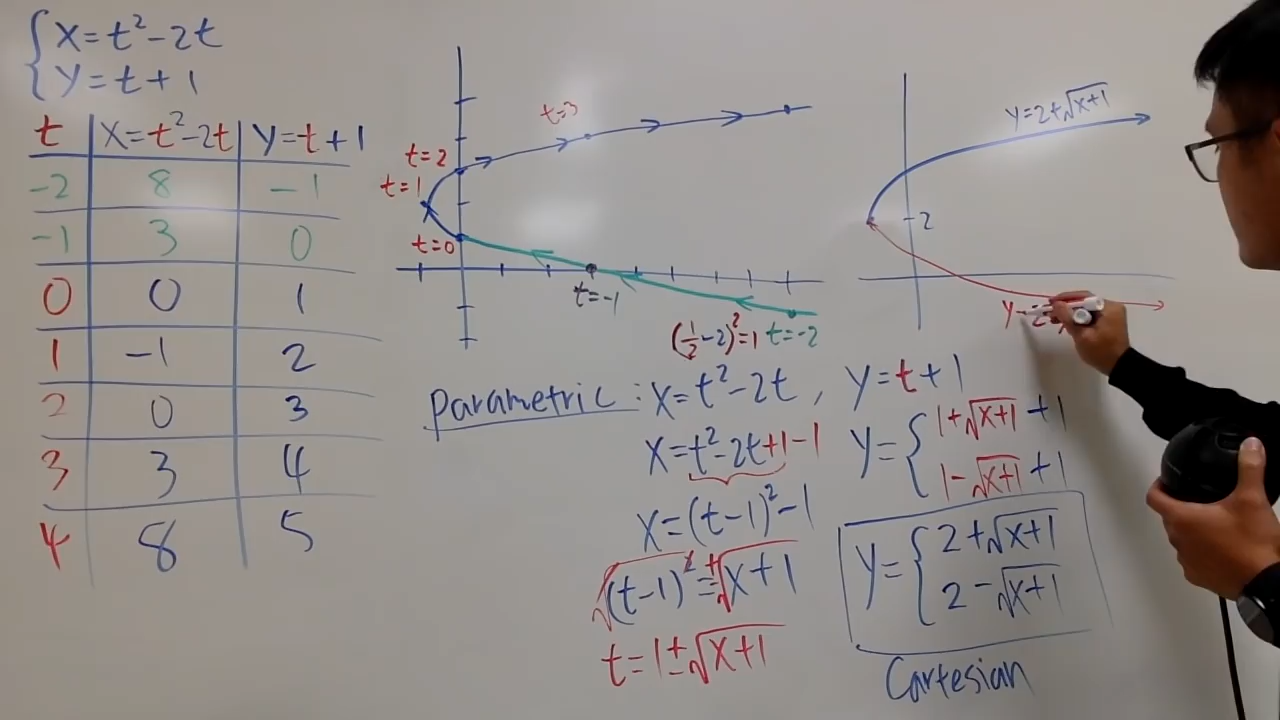 x=t²-2t
y=t+1
t x=t²-2t y=t+1
-2 8 -1
-1 3 0
0 0 1
1 -1 2
2 0 3
3 3 4
4 8 5
t=3
t=2
t=1
t=0
t=-1
(1/2-2)²=1 t=-2
y=2+√x+1
2
y=2-
Parametric: x=t²-2t, y=t+1
x=t²-2t+1-1
x=(t-1)²-1
√(t-1)²=±√x+1
t=1±√x+1
y={1+√x+1+1
1-√x+1+1
y={2+√x+1
2-√x+1
Cartesian